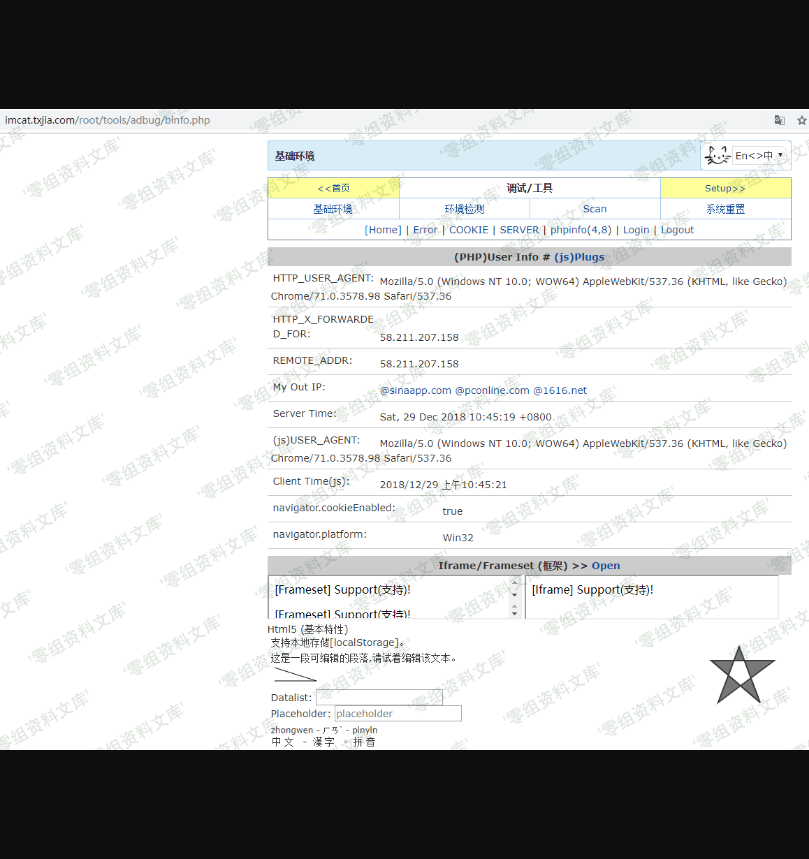 imcat.txjia.com/root/tools/adbug/binfo.php
基础环境
En<>中
<<首页 调试/工具 Setup>>
基础环境 环境检测 Scan 系统重置
[Home] | Error | COOKIE | SERVER | phpinfo(4,8) | Login | Logout
(PHP)User Info # (js)Plugs
HTTP_USER_AGENT: Mozilla/5.0 (Windows NT 10.0; WOW64) AppleWebKit/537.36 (KHTML, like Gecko)
Chrome/71.0.3578.98 Safari/537.36
HTTP_X_FORWARDE
D_FOR: 58.211.207.158
REMOTE_ADDR: 58.211.207.158
My Out IP: @sinaapp.com @pconline.com @1616.net
Server Time: Sat, 29 Dec 2018 10:45:19 +0800
(js)USER_AGENT: Mozilla/5.0 (Windows NT 10.0; WOW64) AppleWebKit/537.36 (KHTML, like Gecko)
Chrome/71.0.3578.98 Safari/537.36
Client Time(js): 2018/12/29 上午10:45:21
navigator.cookieEnabled: true
navigator.platform: Win32
Iframe/Frameset (框架) >> Open
[Frameset] Support(支持)! [Iframe] Support(支持)!
[Frameset] Support(支持)!
Html5 (基本特性)
支持本地存储[localStorage]。
这是一段可编辑的段落,请试着编辑该文本。
Datalist:
Placeholder: placeholder
zhongwen - ㄏㄢˋ - pinyin
中文 - 漢字 - 拼音
'零组资料文库'